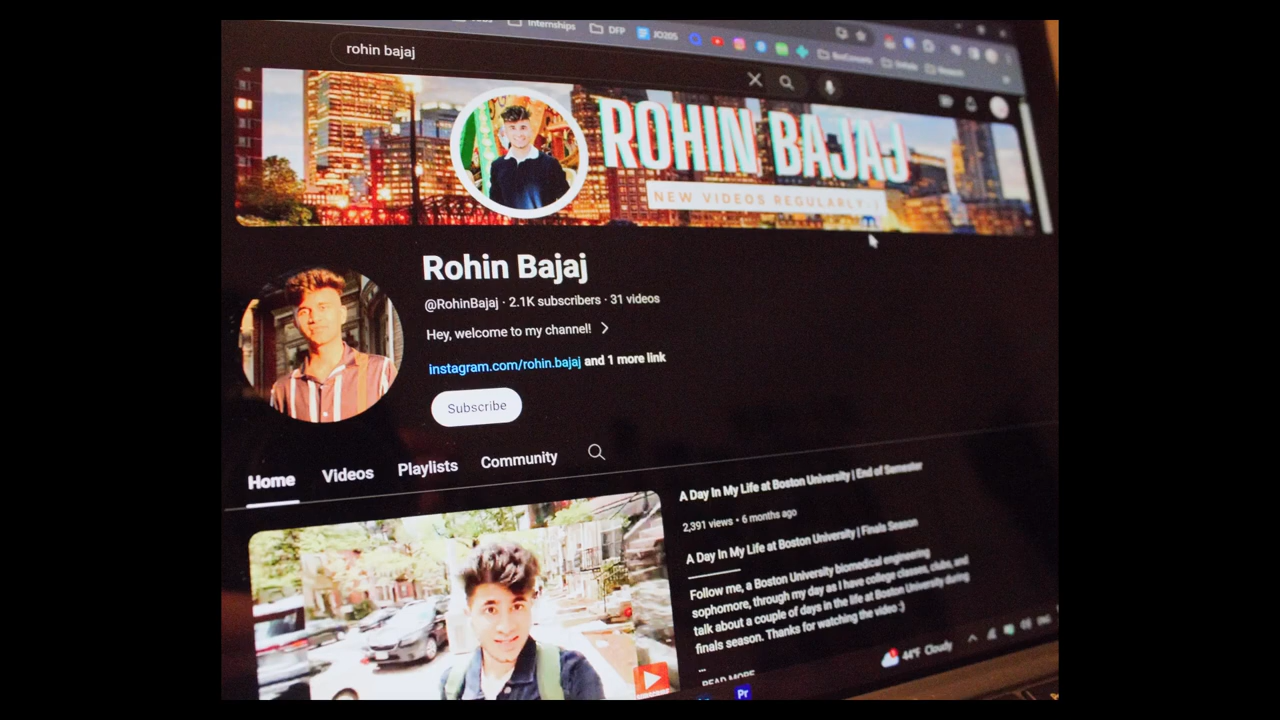 Internships
DFP
JO205
rohin bajaj
ROHIN BAJAJ
NEW VIDEOS REGULARLY :)
Rohin Bajaj
@RohinBajaj · 2.1K subscribers · 31 videos
Hey, welcome to my channel!
instagram.com/rohin.bajaj and 1 more link
Subscribe
Home Videos Playlists Community
A Day In My Life at Boston University | End of Semester
2,391 views • 6 months ago
A Day In My Life at Boston University | Finals Season
Follow me, a Boston University biomedical engineering
sophomore, through my day as I have college classes, clubs, and
talk about a couple of days in the life at Boston University during
finals season. Thanks for watching the video :)
...
READ MORE
44°F Cloudy
Pr